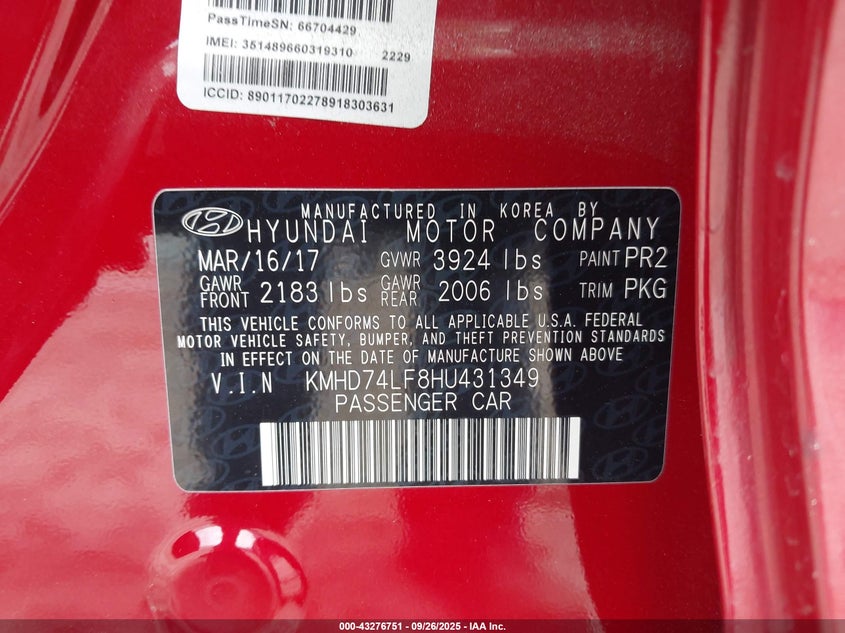 PassTimeSN: 66704429
IMEI: 351489660319310 2229
ICCID: 89011702278918303631
MANUFACTURED IN KOREA BY
HYUNDAI MOTOR COMPANY
MAR/16/17 GVWR 3924 lbs PAINT PR2
GAWR FRONT 2183 lbs GAWR REAR 2006 lbs TRIM PKG
THIS VEHICLE CONFORMS TO ALL APPLICABLE U.S.A. FEDERAL
MOTOR VEHICLE SAFETY, BUMPER, AND THEFT PREVENTION STANDARDS
IN EFFECT ON THE DATE OF MANUFACTURE SHOWN ABOVE
V.I.N KMHD74LF8HU431349
PASSENGER CAR
000-43276751 — 09/26/2025 — IAA Inc.